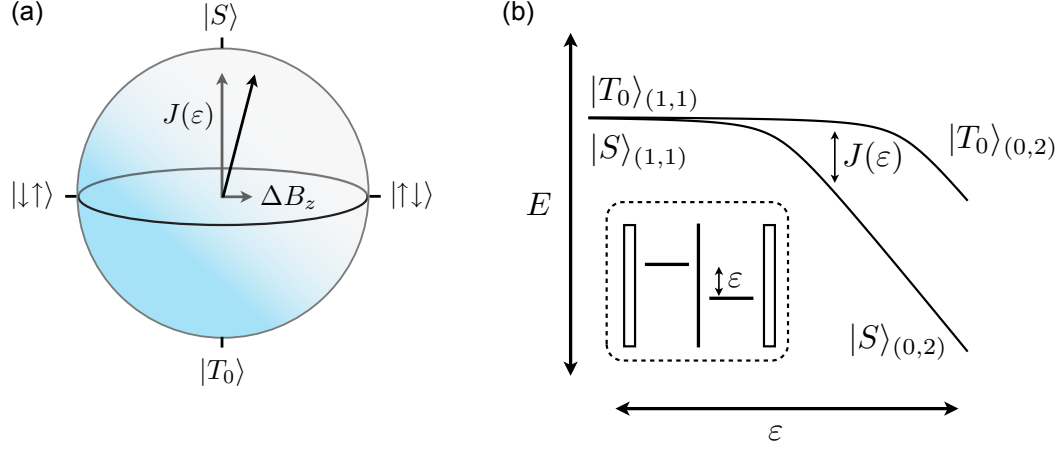 (a)
|S⟩
J(ε)
|↓↑⟩
ΔB_z
|↑↓⟩
|T_0⟩
(b)
E
|T_0⟩_(1,1)
|S⟩_(1,1)
|T_0⟩_(0,2)
J(ε)
ε
|S⟩_(0,2)
ε